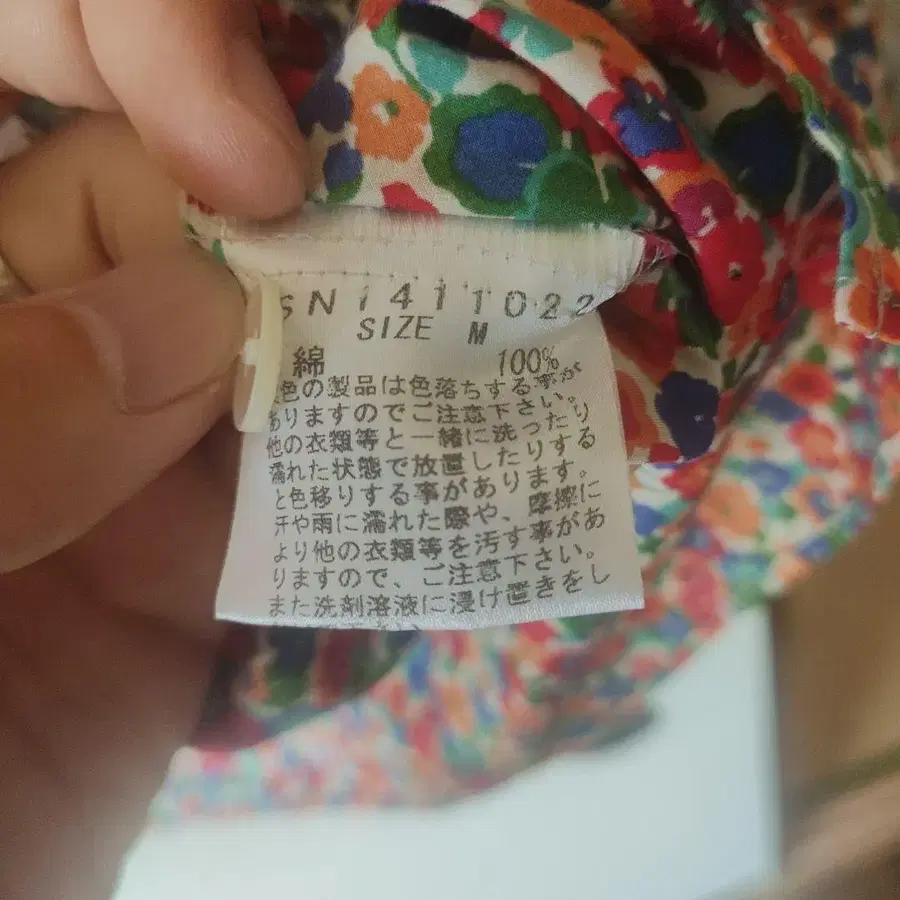 SN1411022
SIZE M
綿 100%
色の製品は色落ちする事が
ありますのでご注意下さい。
他の衣類等と一緒に洗ったり
濡れた状態で放置したりする
と色移りする事があります。
汗や雨に濡れた際や、摩擦に
より他の衣類等を汚す事があ
りますので、ご注意下さい。
また洗剤溶液に浸け置きをし